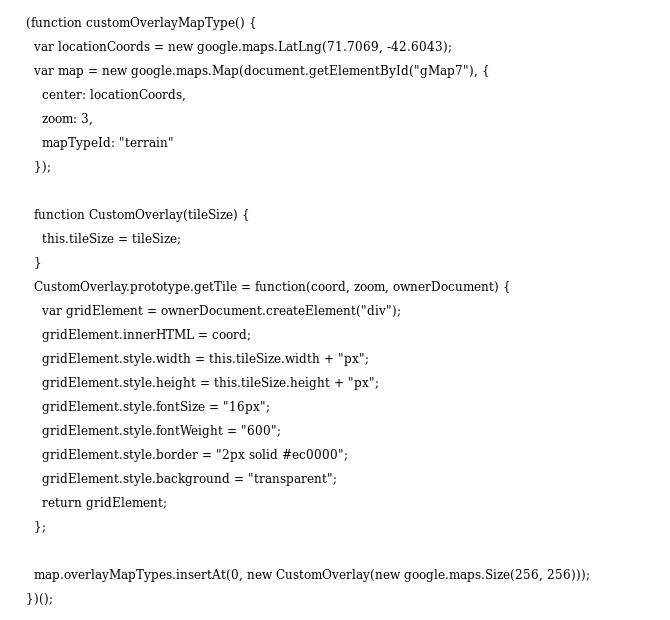 (function customOverlayMapType() {
var locationCoords = new google.maps.LatLng(71.7069, -42.6043);
var map = new google.maps.Map(document.getElementById("gMap7"), {
center: locationCoords,
zoom: 3,
mapTypeId: "terrain"
});
function CustomOverlay(tileSize) {
this.tileSize = tileSize;
}
CustomOverlay.prototype.getTile = function(coord, zoom, ownerDocument) {
var gridElement = ownerDocument.createElement("div");
gridElement.innerHTML = coord;
gridElement.style.width = this.tileSize.width + "px";
gridElement.style.height = this.tileSize.height + "px";
gridElement.style.fontSize = "16px";
gridElement.style.fontWeight = "600";
gridElement.style.border = "2px solid #ec0000";
gridElement.style.background = "transparent";
return gridElement;
};
map.overlayMapTypes.insertAt(0, new CustomOverlay(new google.maps.Size(256, 256)));
})();